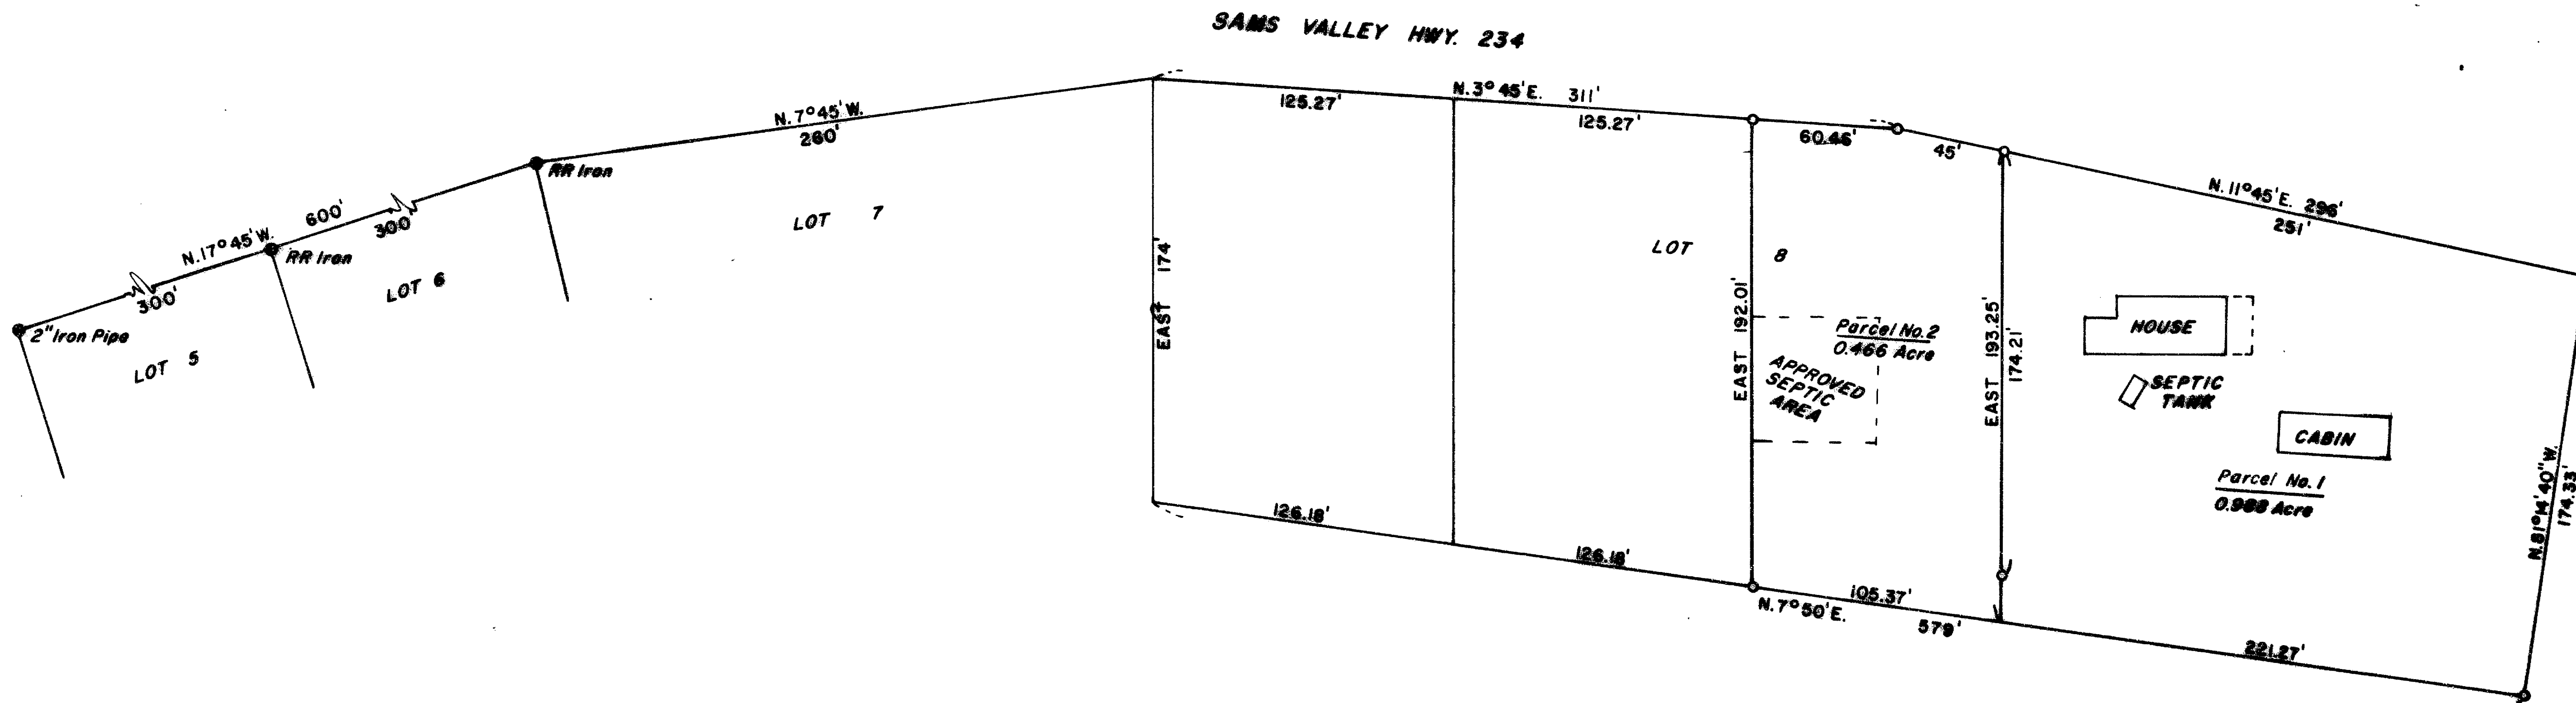 SAMS VALLEY HWY. 234
N. 17° 45' W.
600'
300'
300'
2" Iron Pipe
RR Iron
RR Iron
LOT 5
LOT 6
N. 7° 45' W.
260'
LOT 7
N. 3° 45' E. 311'
125.27'
125.27'
60.46'
45'
N. 11° 45' E. 296'
251'
EAST 174'
LOT 8
EAST 192.01'
Parcel No. 2
0.466 Acre
APPROVED
SEPTIC
AREA
EAST 193.25'
174.21'
HOUSE
SEPTIC
TANK
CABIN
Parcel No. 1
0.988 Acre
N. 81° 14' 40" W.
174.33'
126.18'
126.18'
N. 7° 50' E.
105.37'
579'
221.27'